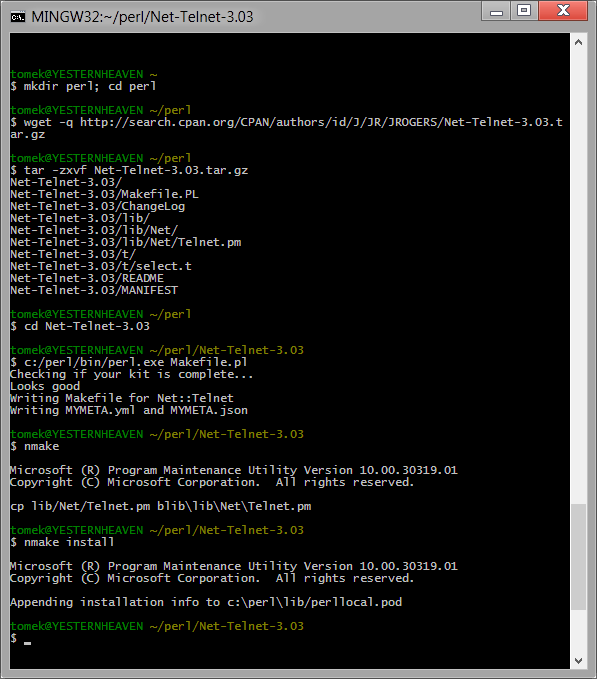 MINGW32:~/perl/Net-Telnet-3.03
tomek@YESTERNHEAVEN ~
$ mkdir perl; cd perl
tomek@YESTERNHEAVEN ~/perl
$ wget -q http://search.cpan.org/CPAN/authors/id/J/JR/JROGERS/Net-Telnet-3.03.t
ar.gz
tomek@YESTERNHEAVEN ~/perl
$ tar -zxvf Net-Telnet-3.03.tar.gz
Net-Telnet-3.03/
Net-Telnet-3.03/Makefile.PL
Net-Telnet-3.03/ChangeLog
Net-Telnet-3.03/lib/
Net-Telnet-3.03/lib/Net/
Net-Telnet-3.03/lib/Net/Telnet.pm
Net-Telnet-3.03/t/
Net-Telnet-3.03/t/select.t
Net-Telnet-3.03/README
Net-Telnet-3.03/MANIFEST
tomek@YESTERNHEAVEN ~/perl
$ cd Net-Telnet-3.03
tomek@YESTERNHEAVEN ~/perl/Net-Telnet-3.03
$ c:/perl/bin/perl.exe Makefile.pl
Checking if your kit is complete...
Looks good
Writing Makefile for Net::Telnet
Writing MYMETA.yml and MYMETA.json
tomek@YESTERNHEAVEN ~/perl/Net-Telnet-3.03
$ nmake
Microsoft (R) Program Maintenance Utility Version 10.00.30319.01
Copyright (C) Microsoft Corporation.  All rights reserved.
cp lib/Net/Telnet.pm blib\lib\Net\Telnet.pm
tomek@YESTERNHEAVEN ~/perl/Net-Telnet-3.03
$ nmake install
Microsoft (R) Program Maintenance Utility Version 10.00.30319.01
Copyright (C) Microsoft Corporation.  All rights reserved.
Appending installation info to c:\perl\lib/perllocal.pod
tomek@YESTERNHEAVEN ~/perl/Net-Telnet-3.03
$ _